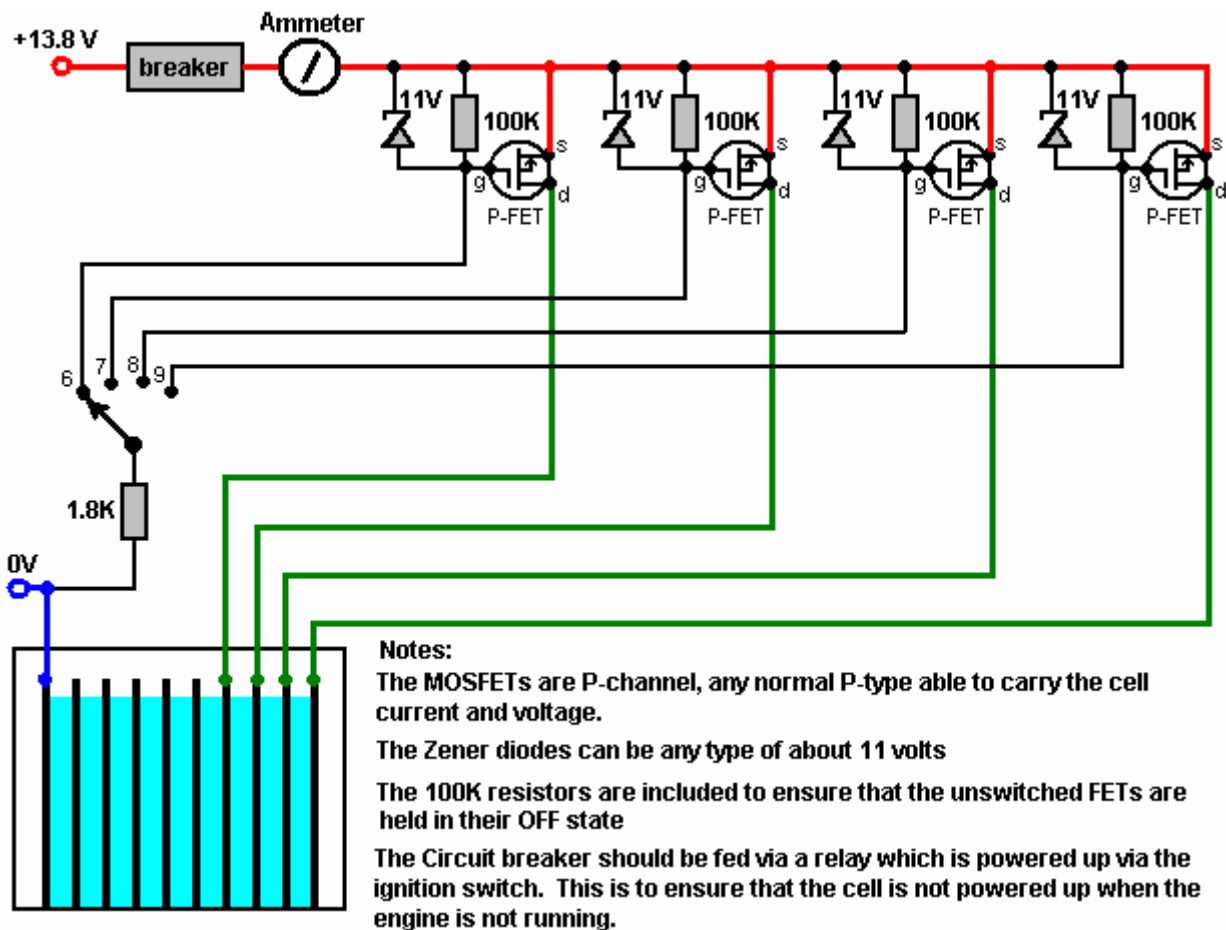 Ammeter
+13.8 V
breaker
11V
100K
s
g
d
P-FET
11V
100K
s
g
d
P-FET
11V
100K
s
g
d
P-FET
11V
100K
s
g
d
P-FET
6
7
8
9
1.8K
0V
Notes:
The MOSFETs are P-channel, any normal P-type able to carry the cell
current and voltage.
The Zener diodes can be any type of about 11 volts
The 100K resistors are included to ensure that the unswitched FETs are
held in their OFF state
The Circuit breaker should be fed via a relay which is powered up via the
ignition switch. This is to ensure that the cell is not powered up when the
engine is not running.